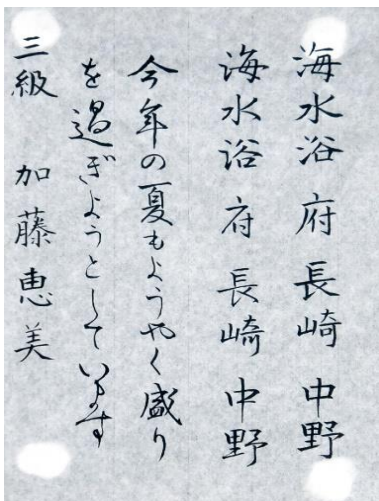 海水浴 府 長崎 中野
海水浴 府 長崎 中野
今年の夏もようやく盛り
を過ぎようとしています
三級 加藤恵美